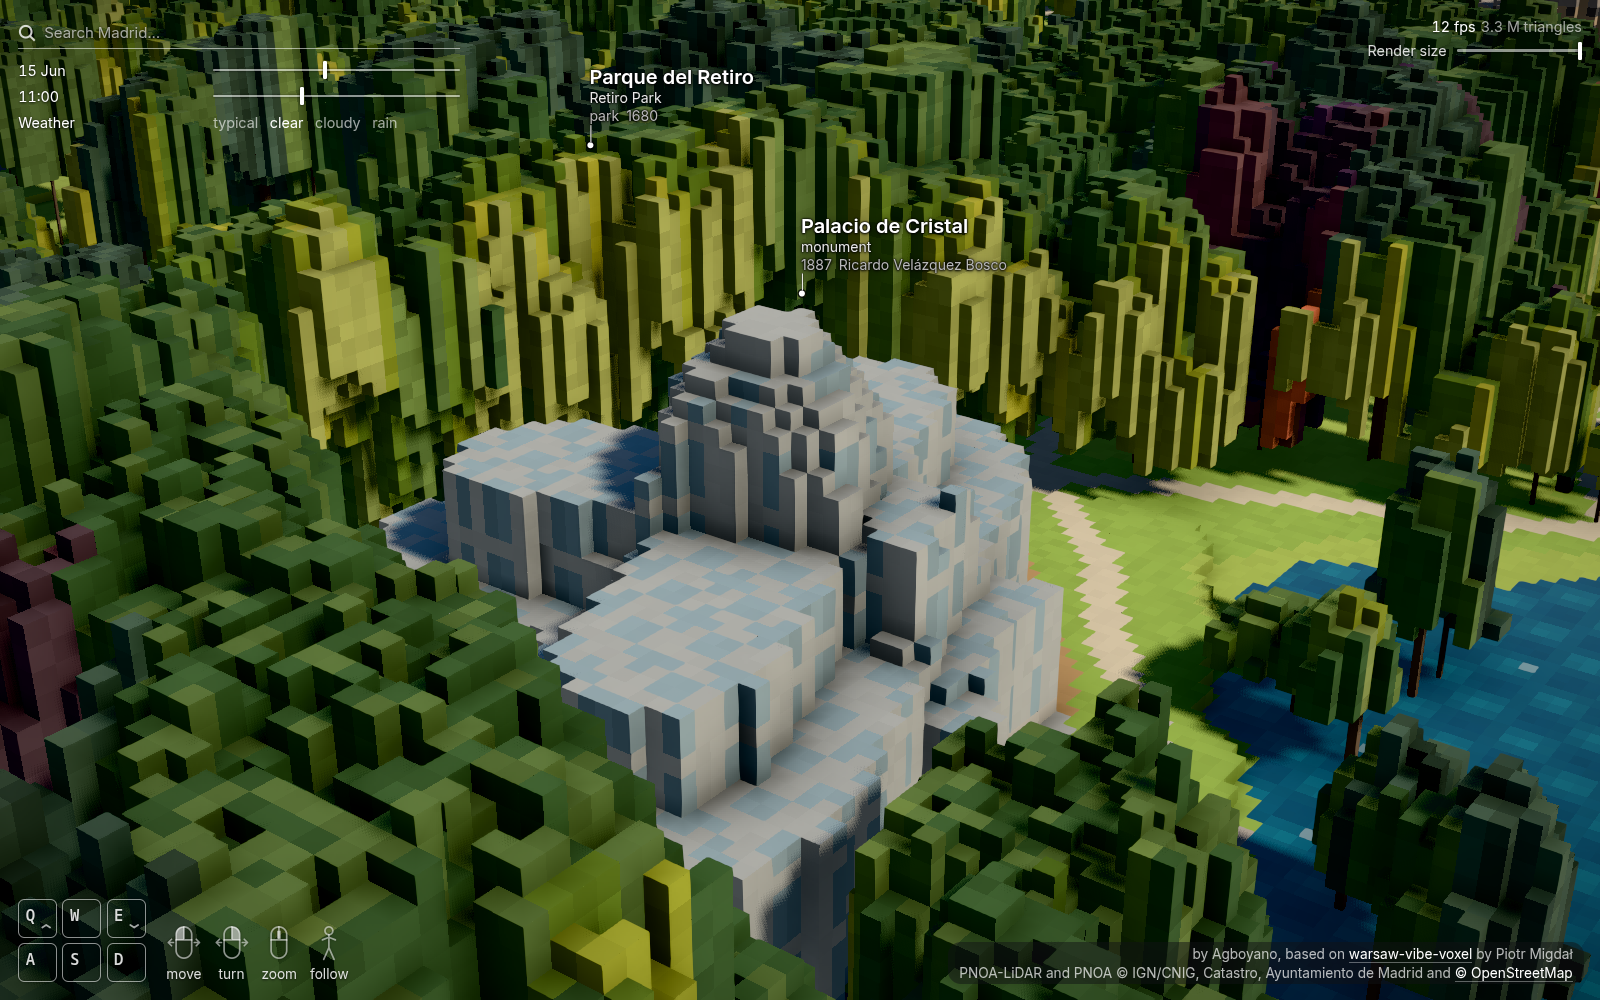 Search Madrid...
12 fps 3.3 M triangles
Render size
15 Jun
11:00
Weather
typical clear cloudy rain
Parque del Retiro
Retiro Park
park 1680
Palacio de Cristal
monument
1887 Ricardo Velázquez Bosco
Q W E
A S D
move turn zoom follow
by Agboyano, based on warsaw-vibe-voxel by Piotr Migdał
PNOA-LiDAR and PNOA © IGN/CNIG, Catastro, Ayuntamiento de Madrid and © OpenStreetMap